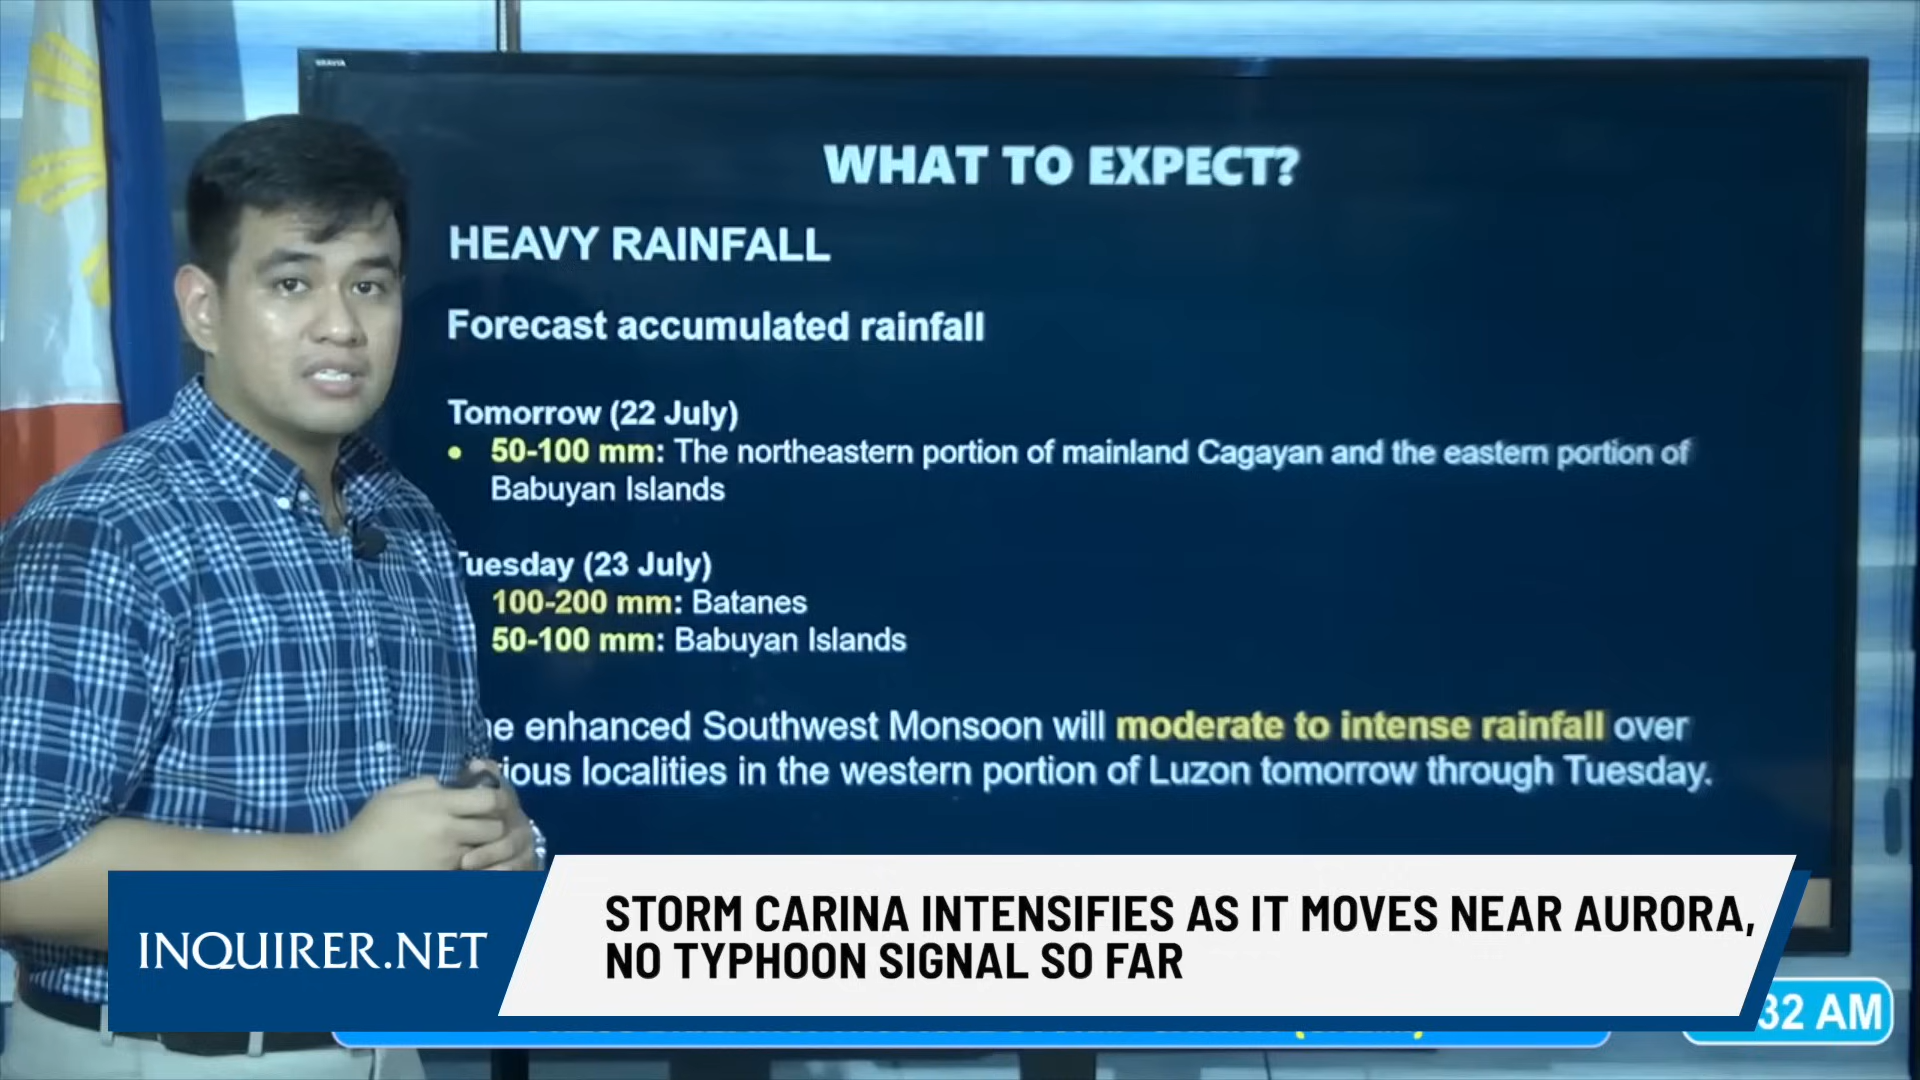 BRAVIA
WHAT TO EXPECT?
HEAVY RAINFALL
Forecast accumulated rainfall
Tomorrow (22 July)
• 50-100 mm: The northeastern portion of mainland Cagayan and the eastern portion of
Babuyan Islands
Tuesday (23 July)
100-200 mm: Batanes
50-100 mm: Babuyan Islands
enhanced Southwest Monsoon will moderate to intense rainfall over
localities in the western portion of Luzon tomorrow through Tuesday.
INQUIRER.NET
STORM CARINA INTENSIFIES AS IT MOVES NEAR AURORA,
NO TYPHOON SIGNAL SO FAR
32 AM